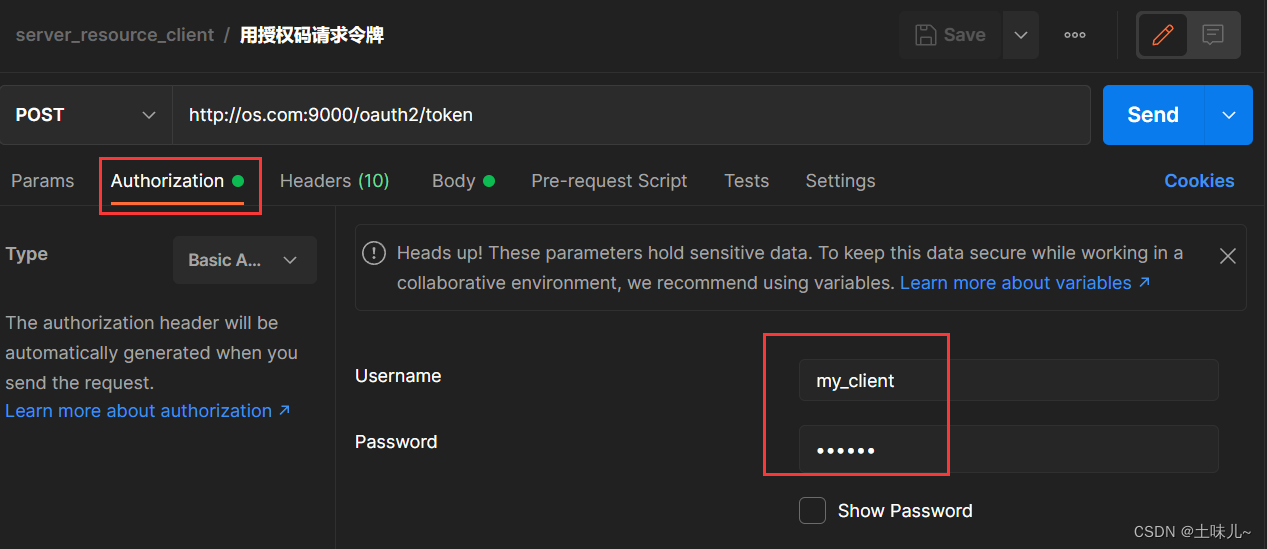 server_resource_client / 用授权码请求令牌
Save
POST
http://os.com:9000/oauth2/token
Send
Params
Authorization
Headers (10)
Body
Pre-request Script
Tests
Settings
Cookies
Type
Basic A...
The authorization header will be
automatically generated when you
send the request.
Learn more about authorization ↗
Heads up! These parameters hold sensitive data. To keep this data secure while working in a
collaborative environment, we recommend using variables. Learn more about variables ↗
Username
my_client
Password
••••••
Show Password
CSDN @土味儿~